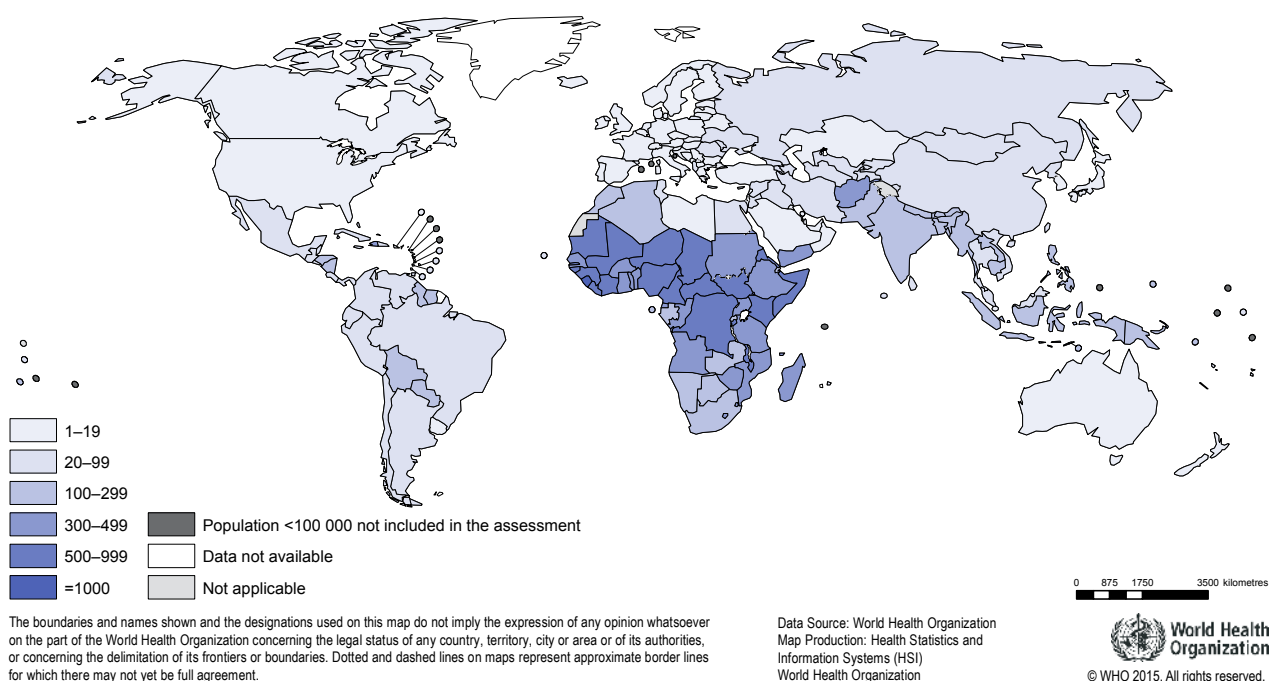 1–19
20–99
100–299
300–499
500–999
=1000
Population <100 000 not included in the assessment
Data not available
Not applicable
0 875 1750 3500 kilometres
The boundaries and names shown and the designations used on this map do not imply the expression of any opinion whatsoever
on the part of the World Health Organization concerning the legal status of any country, territory, city or area or of its authorities,
or concerning the delimitation of its frontiers or boundaries. Dotted and dashed lines on maps represent approximate border lines
for which there may not yet be full agreement.
Data Source: World Health Organization
Map Production: Health Statistics and
Information Systems (HSI)
World Health Organization
World Health
Organization
© WHO 2015. All rights reserved.